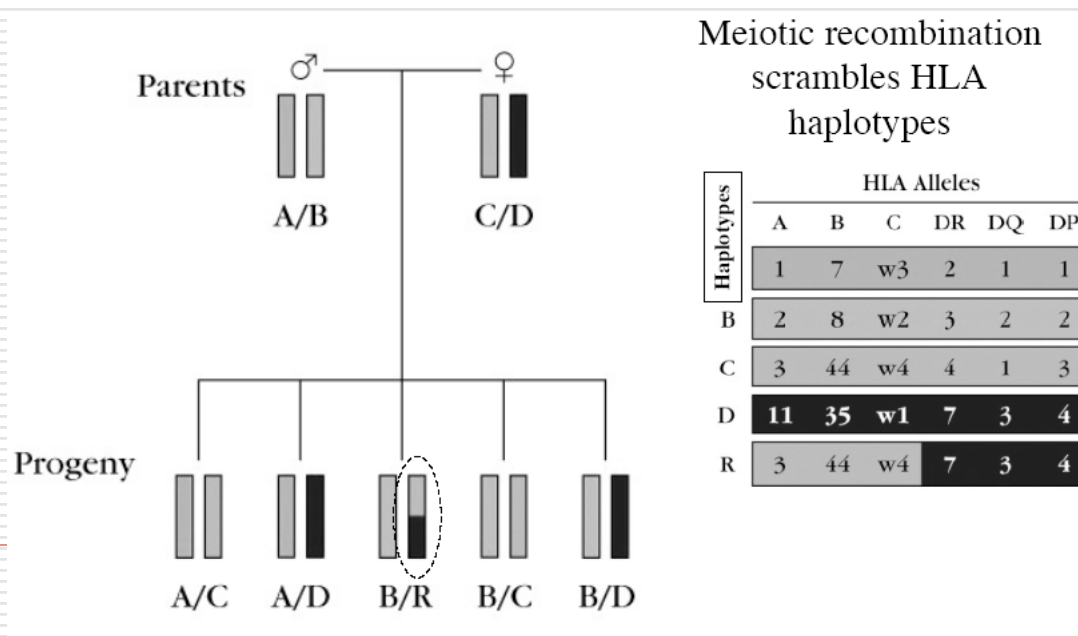 Meiotic recombination
scrambles HLA
haplotypes
Parents
♂
♀
A/B
C/D
Progeny
A/C
A/D
B/R
B/C
B/D
HLA Alleles
Haplotypes
A B C DR DQ DP
1 7 w3 2 1 1
B 2 8 w2 3 2 2
C 3 44 w4 4 1 3
D 11 35 w1 7 3 4
R 3 44 w4 7 3 4